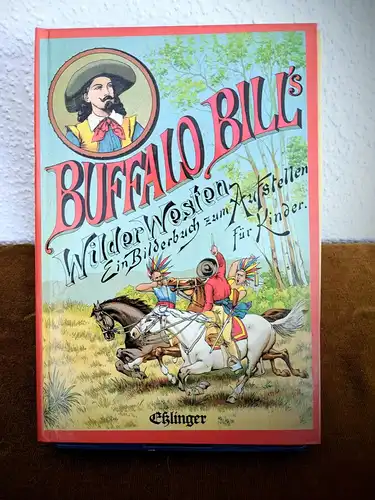 BUFFALO BILL's
Wilder Westen
Ein Bilderbuch zum Aufstellen
für Kinder.
Eßlinger